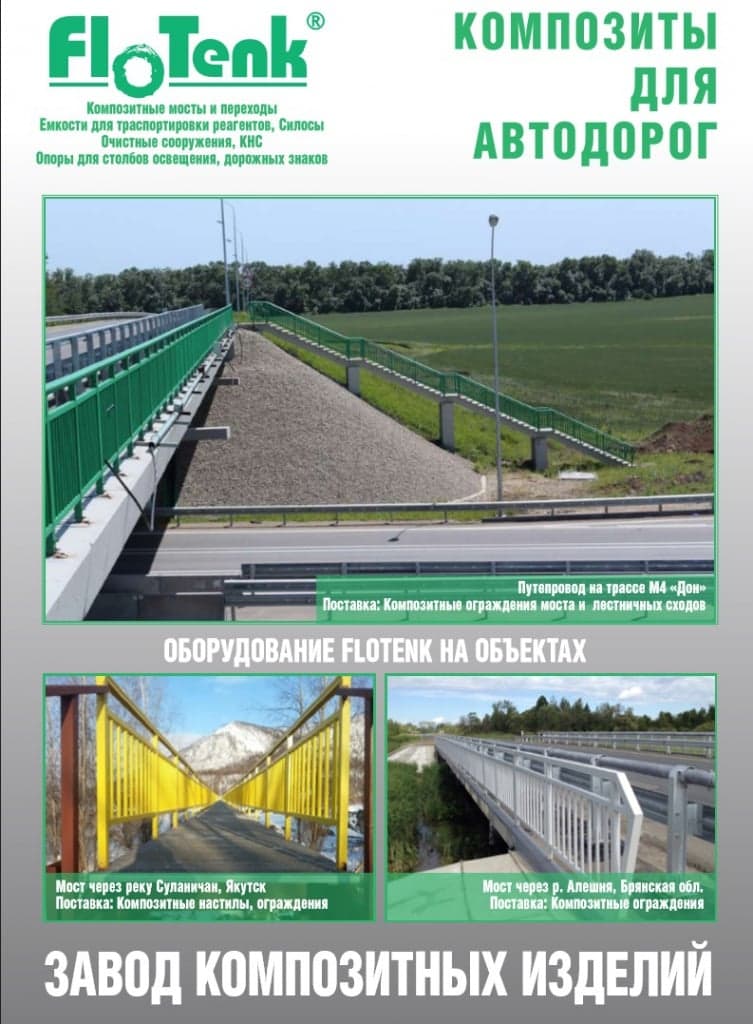 FloTenk®
Композитные мосты и переходы
Емкости для траспортировки реагентов, Силосы
Очистные сооружения, КНС
Опоры для столбов освещения, дорожных знаков
КОМПОЗИТЫ
ДЛЯ
АВТОДОРОГ
Путепровод на трассе М4 «Дон»
Поставка: Композитные ограждения моста и лестничных сходов
ОБОРУДОВАНИЕ FLOTENK НА ОБЪЕКТАХ
Мост через реку Суланичан, Якутск
Поставка: Композитные настилы, ограждения
Мост через р. Алешня, Брянская обл.
Поставка: Композитные ограждения
ЗАВОД КОМПОЗИТНЫХ ИЗДЕЛИЙ